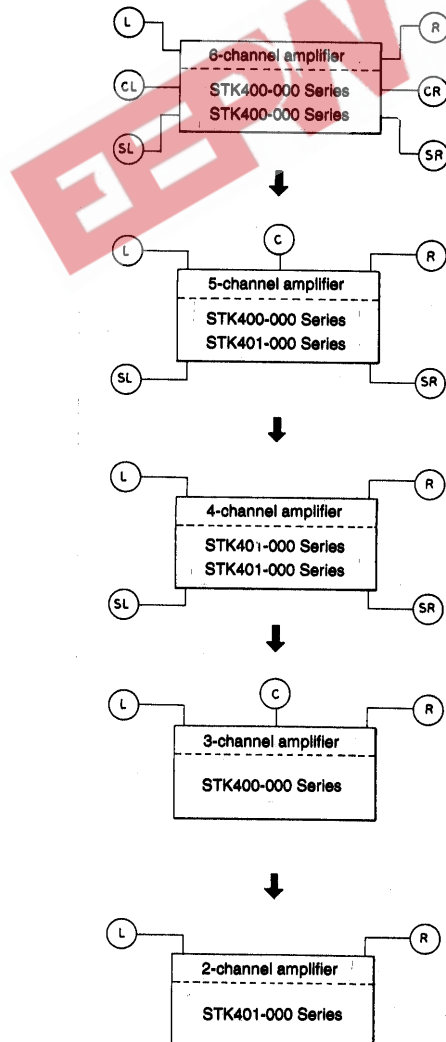 L R
6-channel amplifier
CL STK400-000 Series CR
STK400-000 Series
SL SR
EEPW
C
L R
5-channel amplifier
STK400-000 Series
STK401-000 Series
SL SR
L R
4-channel amplifier
STK401-000 Series
STK401-000 Series
SL SR
C
L R
3-channel amplifier
STK400-000 Series
L R
2-channel amplifier
STK401-000 Series